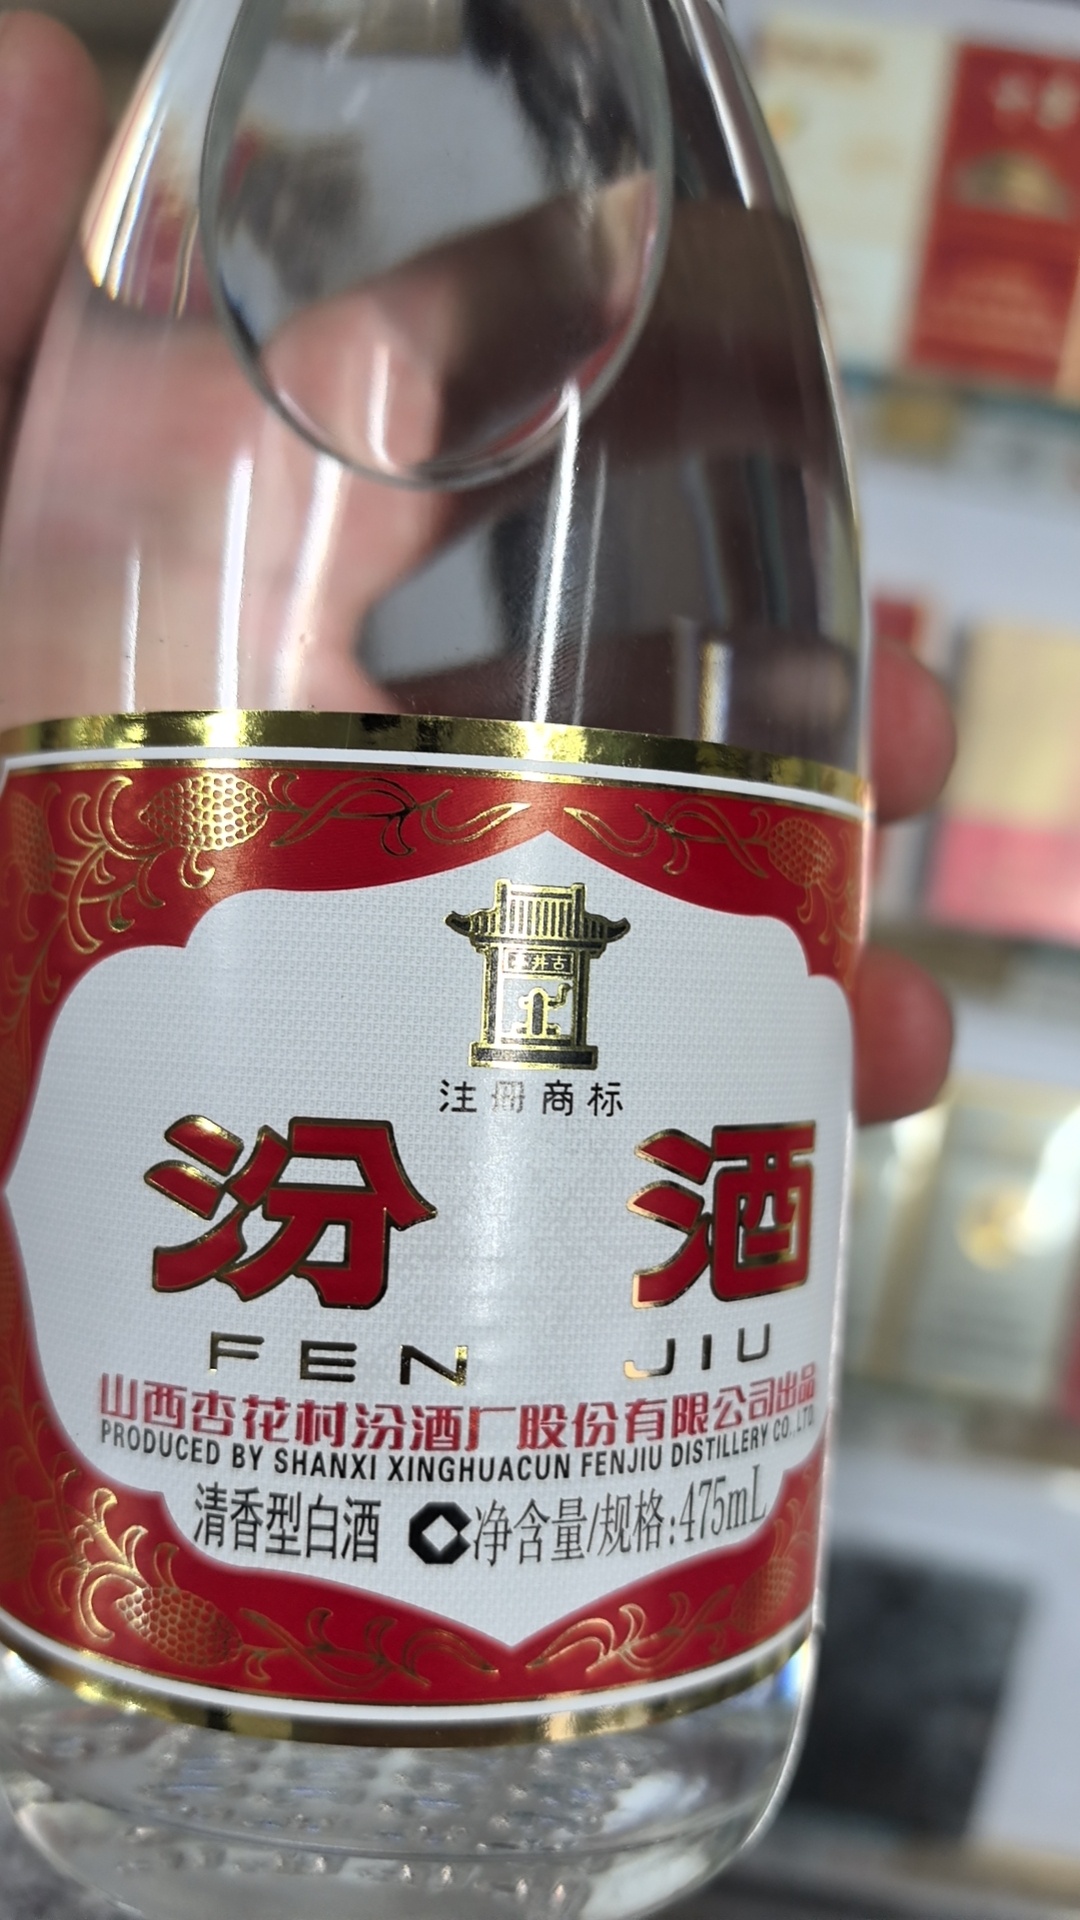 古井亭
注册商标
汾酒
FEN JIU
山西杏花村汾酒厂股份有限公司出品
PRODUCED BY SHANXI XINGHUACUN FENJIU DISTILLERY CO.,LTD.
清香型白酒 净含量/规格:475mL